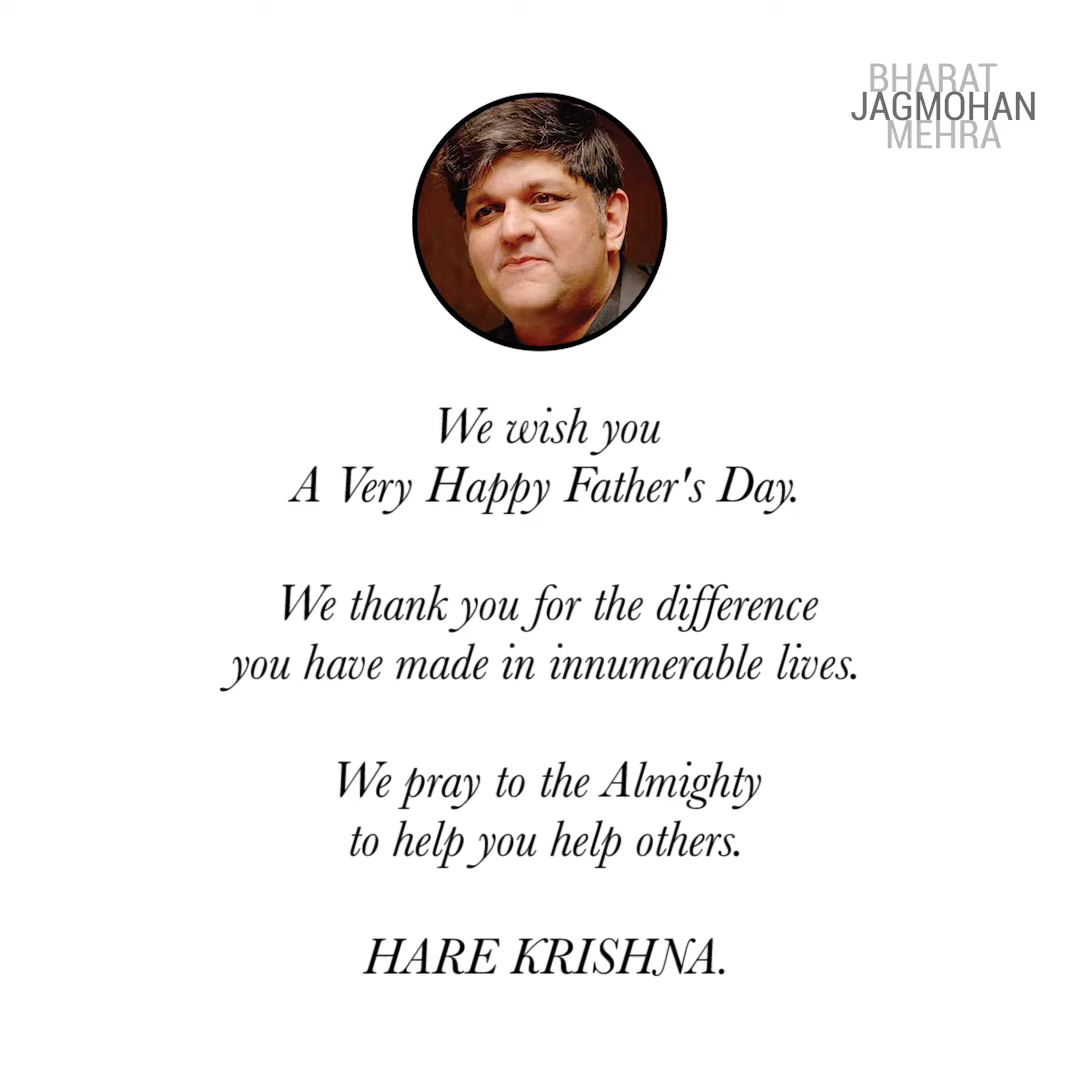 BHARAT
JAGMOHAN
MEHRA
We wish you
A Very Happy Father's Day.
We thank you for the difference
you have made in innumerable lives.
We pray to the Almighty
to help you help others.
HARE KRISHNA.